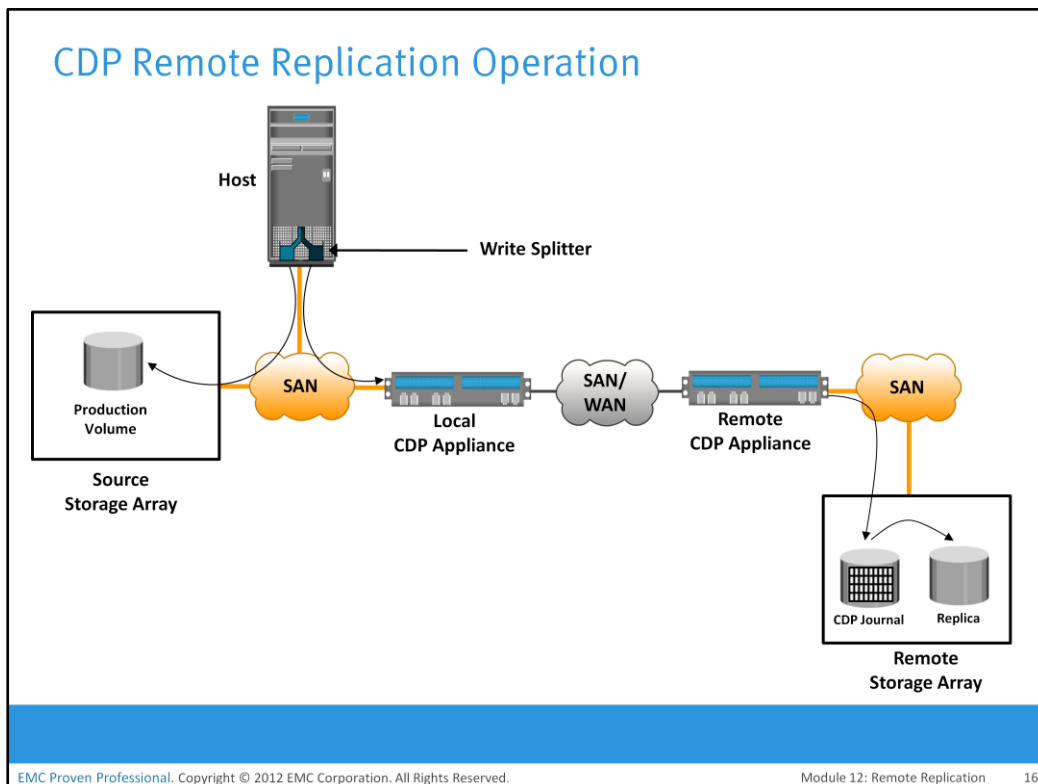 CDP Remote Replication Operation
Host
Write Splitter
Production
Volume
Source
Storage Array
SAN
Local
CDP Appliance
SAN/
WAN
Remote
CDP Appliance
SAN
CDP Journal
Replica
Remote
Storage Array
EMC Proven Professional. Copyright © 2012 EMC Corporation. All Rights Reserved.
Module 12: Remote Replication 16